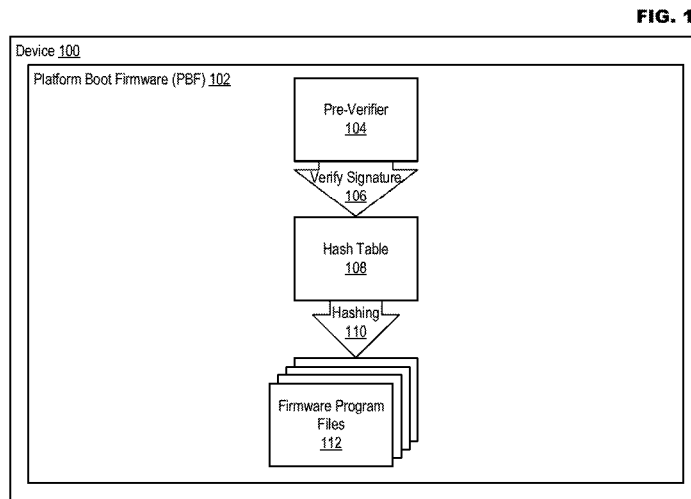 FIG. 1
Device 100
Platform Boot Firmware (PBF) 102
Pre-Verifier
104
Verify Signature
106
Hash Table
108
Hashing
110
Firmware Program
Files
112